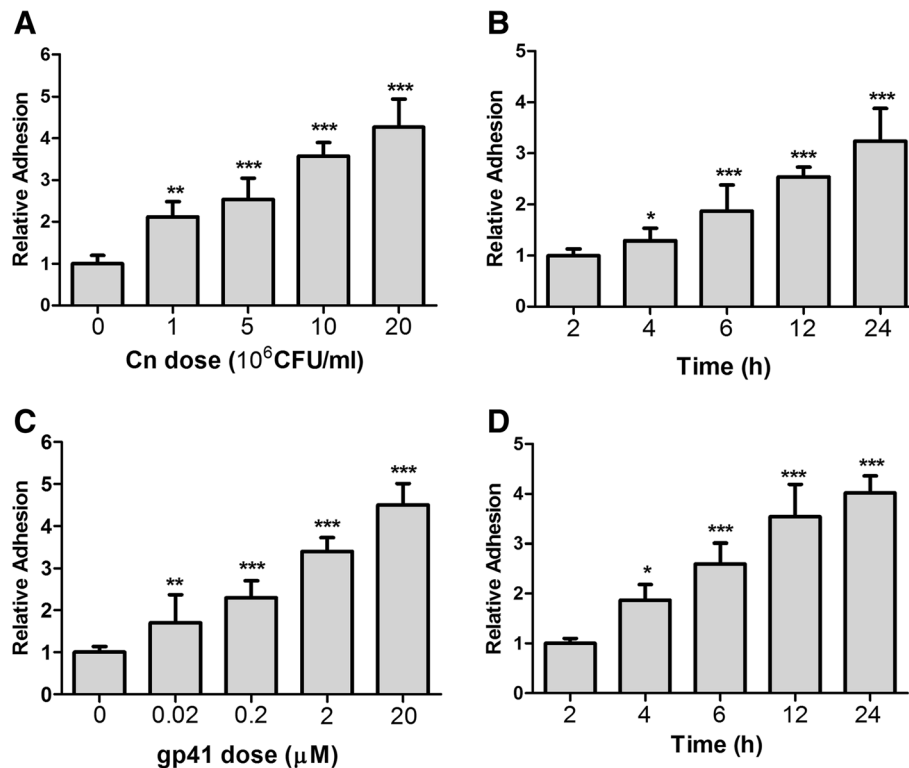 A
Relative Adhesion
6
5
4
3
2
1
0
**
***
***
***
0 1 5 10 20
Cn dose (10⁶CFU/ml)
B
Relative Adhesion
5
4
3
2
1
0
*
***
***
***
2 4 6 12 24
Time (h)
C
Relative Adhesion
6
5
4
3
2
1
0
**
***
***
***
0 0.02 0.2 2 20
gp41 dose (μM)
D
Relative Adhesion
5
4
3
2
1
0
*
***
***
***
2 4 6 12 24
Time (h)